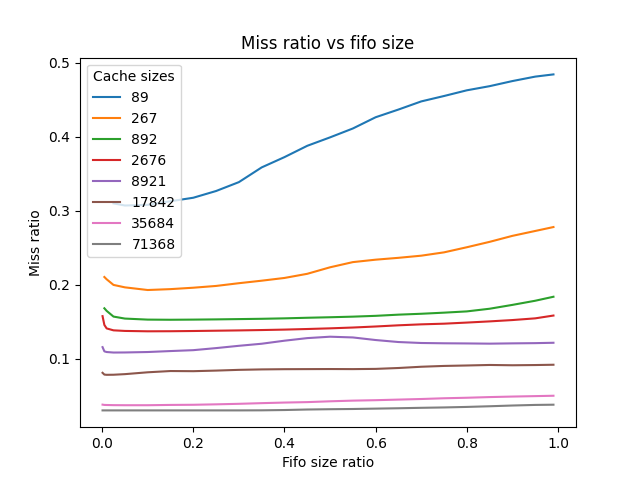 Miss ratio vs fifo size
0.5
0.4
0.3
0.2
0.1
Miss ratio
Cache sizes
89
267
892
2676
8921
17842
35684
71368
0.0 0.2 0.4 0.6 0.8 1.0
Fifo size ratio